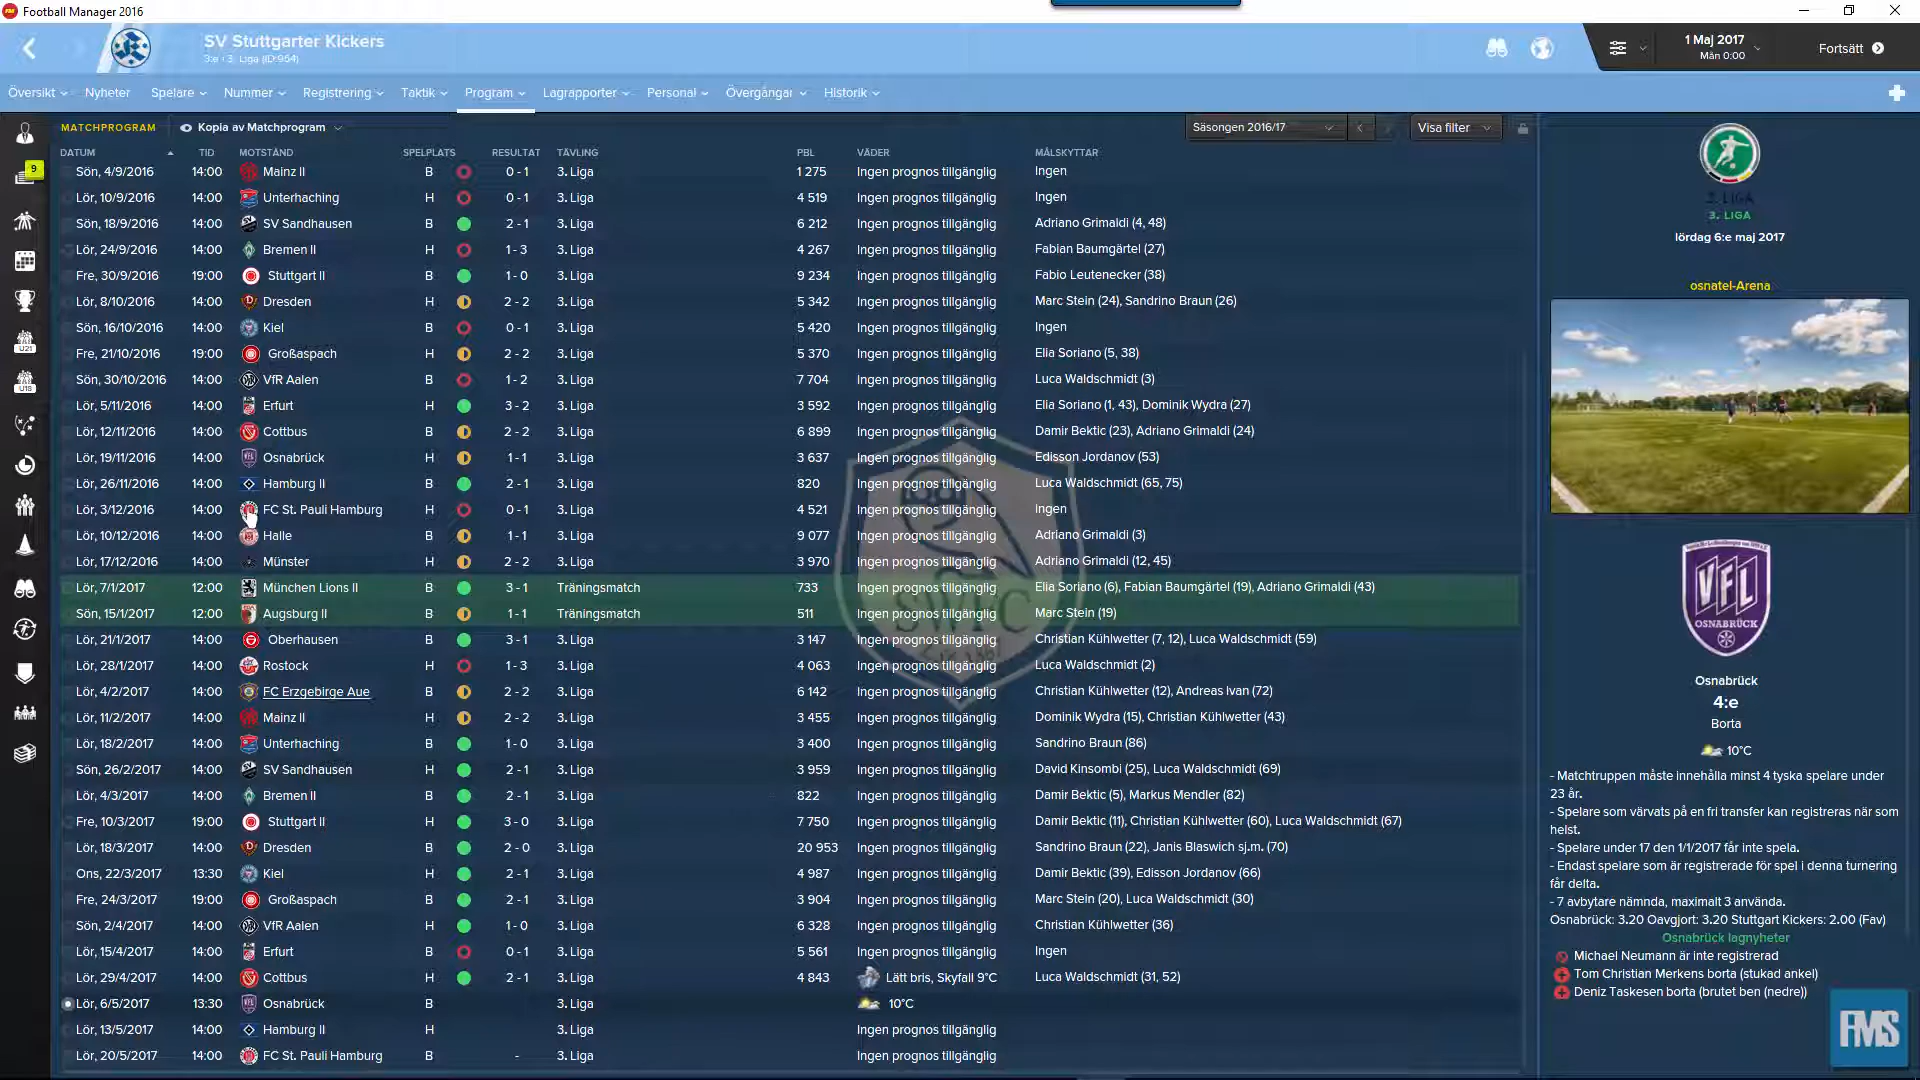 Football Manager 2016
SV Stuttgarter Kickers
3:e i 3. Liga (ID:964)
1 Maj 2017
Mån 0:00
Fortsätt
Översikt Nyheter Spelare Nummer Registrering Taktik Program Lagrapporter Personal Övergångar Historik
MATCHPROGRAM Kopia av Matchprogram Säsongen 2016/17 Visa filter
DATUM TID MOTSTÅND SPELPLATS RESULTAT TÄVLING PBL VÄDER MÅLSKYTTAR
Sön, 4/9/2016 14:00 Mainz II B 0 - 1 3. Liga 1 275 Ingen prognos tillgänglig Ingen
Lör, 10/9/2016 14:00 Unterhaching H 0 - 1 3. Liga 4 519 Ingen prognos tillgänglig Ingen
Sön, 18/9/2016 14:00 SV Sandhausen B 2 - 1 3. Liga 6 212 Ingen prognos tillgänglig Adriano Grimaldi (4, 48)
Lör, 24/9/2016 14:00 Bremen II H 1 - 3 3. Liga 4 267 Ingen prognos tillgänglig Fabian Baumgärtel (27)
Fre, 30/9/2016 19:00 Stuttgart II B 1 - 0 3. Liga 9 234 Ingen prognos tillgänglig Fabio Leutenecker (38)
Lör, 8/10/2016 14:00 Dresden H 2 - 2 3. Liga 5 342 Ingen prognos tillgänglig Marc Stein (24), Sandrino Braun (26)
Sön, 16/10/2016 14:00 Kiel B 0 - 1 3. Liga 5 420 Ingen prognos tillgänglig Ingen
Fre, 21/10/2016 19:00 Großaspach H 2 - 2 3. Liga 5 370 Ingen prognos tillgänglig Elia Soriano (5, 38)
Sön, 30/10/2016 14:00 VfR Aalen B 1 - 2 3. Liga 7 704 Ingen prognos tillgänglig Luca Waldschmidt (3)
Lör, 5/11/2016 14:00 Erfurt H 3 - 2 3. Liga 3 592 Ingen prognos tillgänglig Elia Soriano (1, 43), Dominik Wydra (27)
Lör, 12/11/2016 14:00 Cottbus B 2 - 2 3. Liga 6 899 Ingen prognos tillgänglig Damir Bektic (23), Adriano Grimaldi (24)
Lör, 19/11/2016 14:00 Osnabrück H 1 - 1 3. Liga 3 637 Ingen prognos tillgänglig Edisson Jordanov (53)
Lör, 26/11/2016 14:00 Hamburg II B 2 - 1 3. Liga 820 Ingen prognos tillgänglig Luca Waldschmidt (65, 75)
Lör, 3/12/2016 14:00 FC St. Pauli Hamburg H 0 - 1 3. Liga 4 521 Ingen prognos tillgänglig Ingen
Lör, 10/12/2016 14:00 Halle B 1 - 1 3. Liga 9 077 Ingen prognos tillgänglig Adriano Grimaldi (3)
Lör, 17/12/2016 14:00 Münster H 2 - 2 3. Liga 3 970 Ingen prognos tillgänglig Adriano Grimaldi (12, 45)
Lör, 7/1/2017 12:00 München Lions II B 3 - 1 Träningsmatch 733 Ingen prognos tillgänglig Elia Soriano (6), Fabian Baumgärtel (19), Adriano Grimaldi (43)
Sön, 15/1/2017 12:00 Augsburg II B 1 - 1 Träningsmatch 511 Ingen prognos tillgänglig Marc Stein (19)
Lör, 21/1/2017 14:00 Oberhausen B 3 - 1 3. Liga 3 147 Ingen prognos tillgänglig Christian Kühlwetter (7, 12), Luca Waldschmidt (59)
Lör, 28/1/2017 14:00 Rostock H 1 - 3 3. Liga 4 063 Ingen prognos tillgänglig Luca Waldschmidt (2)
Lör, 4/2/2017 14:00 FC Erzgebirge Aue B 2 - 2 3. Liga 6 142 Ingen prognos tillgänglig Christian Kühlwetter (12), Andreas Ivan (72)
Lör, 11/2/2017 14:00 Mainz II H 2 - 2 3. Liga 3 455 Ingen prognos tillgänglig Dominik Wydra (15), Christian Kühlwetter (43)
Lör, 18/2/2017 14:00 Unterhaching B 1 - 0 3. Liga 3 400 Ingen prognos tillgänglig Sandrino Braun (86)
Sön, 26/2/2017 14:00 SV Sandhausen H 2 - 1 3. Liga 3 959 Ingen prognos tillgänglig David Kinsombi (25), Luca Waldschmidt (69)
Lör, 4/3/2017 14:00 Bremen II B 2 - 1 3. Liga 822 Ingen prognos tillgänglig Damir Bektic (5), Markus Mendler (82)
Fre, 10/3/2017 19:00 Stuttgart II H 3 - 0 3. Liga 7 750 Ingen prognos tillgänglig Damir Bektic (11), Christian Kühlwetter (60), Luca Waldschmidt (67)
Lör, 18/3/2017 14:00 Dresden B 2 - 0 3. Liga 20 953 Ingen prognos tillgänglig Sandrino Braun (22), Janis Blaswich sj.m. (70)
Ons, 22/3/2017 13:30 Kiel H 2 - 1 3. Liga 4 987 Ingen prognos tillgänglig Damir Bektic (39), Edisson Jordanov (66)
Fre, 24/3/2017 19:00 Großaspach B 2 - 1 3. Liga 3 904 Ingen prognos tillgänglig Marc Stein (20), Luca Waldschmidt (30)
Sön, 2/4/2017 14:00 VfR Aalen H 1 - 0 3. Liga 6 328 Ingen prognos tillgänglig Christian Kühlwetter (36)
Lör, 15/4/2017 14:00 Erfurt B 0 - 1 3. Liga 5 561 Ingen prognos tillgänglig Ingen
Lör, 29/4/2017 14:00 Cottbus H 2 - 1 3. Liga 4 843 Lätt bris, Skyfall 9°C Luca Waldschmidt (31, 52)
Lör, 6/5/2017 13:30 Osnabrück B 3. Liga 10°C
Lör, 13/5/2017 14:00 Hamburg II H 3. Liga Ingen prognos tillgänglig
Lör, 20/5/2017 14:00 FC St. Pauli Hamburg B - 3. Liga Ingen prognos tillgänglig
9
U21
U19
3. LIGA
3. LIGA
lördag 6:e maj 2017
osnatel-Arena
VFL
OSNABRÜCK
Osnabrück
4:e
Borta
10°C
- Matchtruppen måste innehålla minst 4 tyska spelare under
23 år.
- Spelare som värvats på en fri transfer kan registreras när som
helst.
- Spelare under 17 den 1/1/2017 får inte spela.
- Endast spelare som är registrerade för spel i denna turnering
får delta.
- 7 avbytare nämnda, maximalt 3 använda.
Osnabrück: 3.20 Oavgjort: 3.20 Stuttgart Kickers: 2.00 (Fav)
Osnabrück lagnyheter
Michael Neumann är inte registrerad
Tom Christian Merkens borta (stukad ankel)
Deniz Taskesen borta (brutet ben (nedre))
FMS